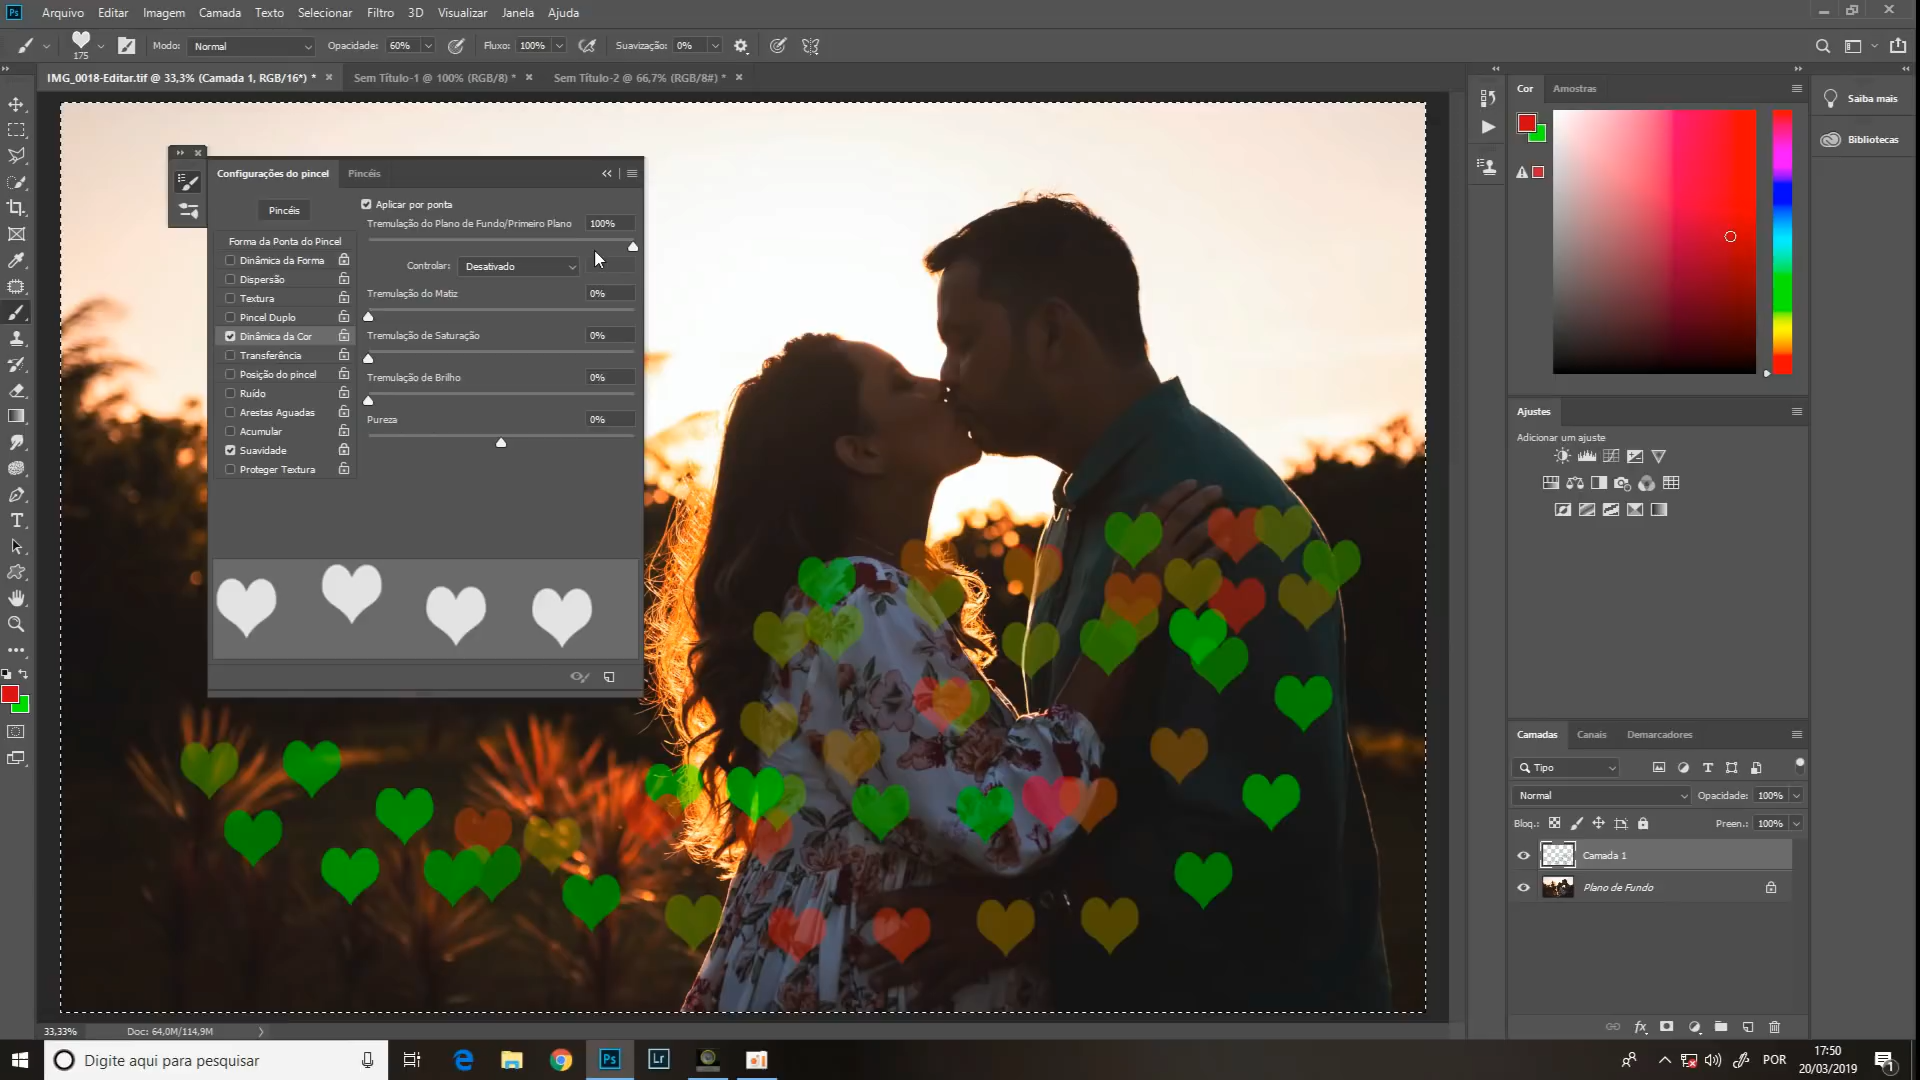 Ps Arquivo Editar Imagem Camada Texto Selecionar Filtro 3D Visualizar Janela Ajuda
175 Modo: Normal Opacidade: 60% Fluxo: 100% Suavização: 0%
IMG_0018-Editar.tif @ 33,3% (Camada 1, RGB/16*) * × Sem Título-1 @ 100% (RGB/8) * × Sem Título-2 @ 66,7% (RGB/8#) * ×
Configurações do pincel Pincéis
Pincéis
Forma da Ponta do Pincel
Dinâmica da Forma
Dispersão
Textura
Pincel Duplo
Dinâmica da Cor
Transferência
Posição do pincel
Ruído
Arestas Aguadas
Acumular
Suavidade
Proteger Textura
Aplicar por ponta
Tremulação do Plano de Fundo/Primeiro Plano 100%
Controlar: Desativado
Tremulação do Matiz 0%
Tremulação de Saturação 0%
Tremulação de Brilho 0%
Pureza 0%
Cor Amostras
Saiba mais
Bibliotecas
Ajustes
Adicionar um ajuste
Camadas Canais Demarcadores
Tipo
Normal Opacidade: 100%
Bloq.: Preen.: 100%
Camada 1
Plano de Fundo
33,33% Doc: 64,0M/114,9M
Digite aqui para pesquisar
Ps Lr
POR
17:50
20/03/2019
1